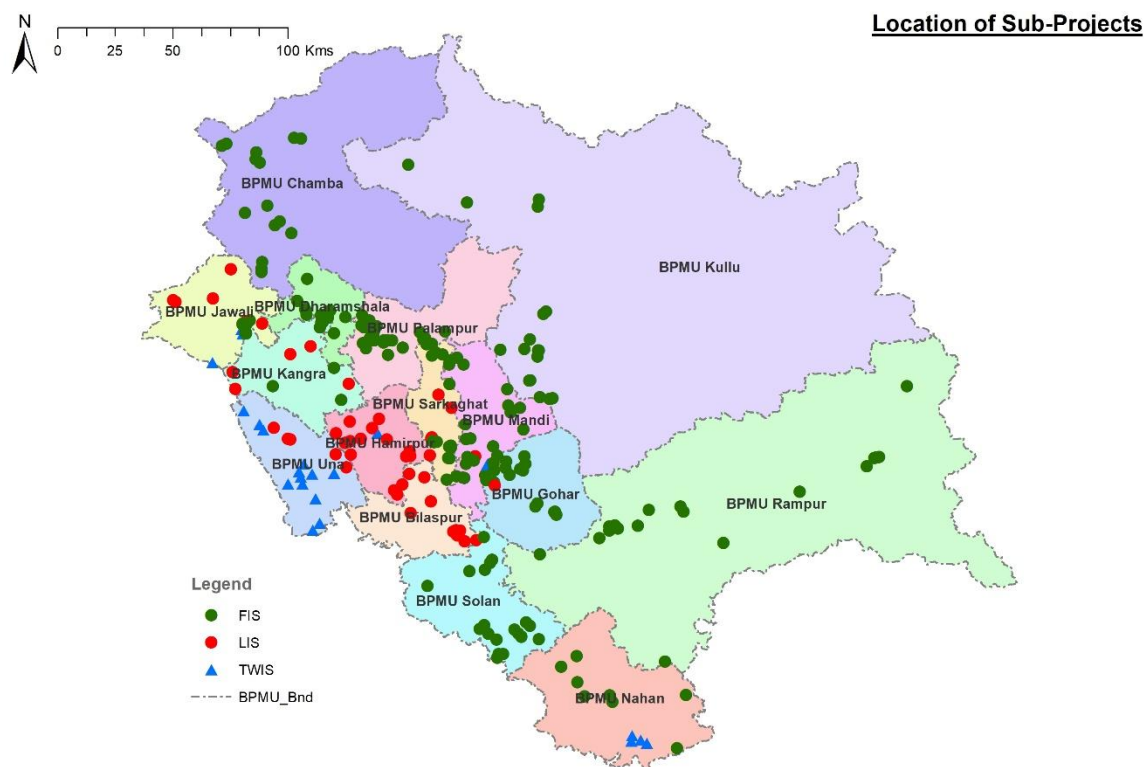 Location of Sub-Projects
N
0 25 50 100 Kms
BPMU Chamba
BPMU Kullu
BPMU Jawali
BPMU Dharamshala
BPMU Palampur
BPMU Kangra
BPMU Sarkaghat
BPMU Mandi
BPMU Hamirpur
BPMU Una
BPMU Gohar
BPMU Rampur
BPMU Bilaspur
BPMU Solan
BPMU Nahan
Legend
FIS
LIS
TWIS
BPMU_Bnd